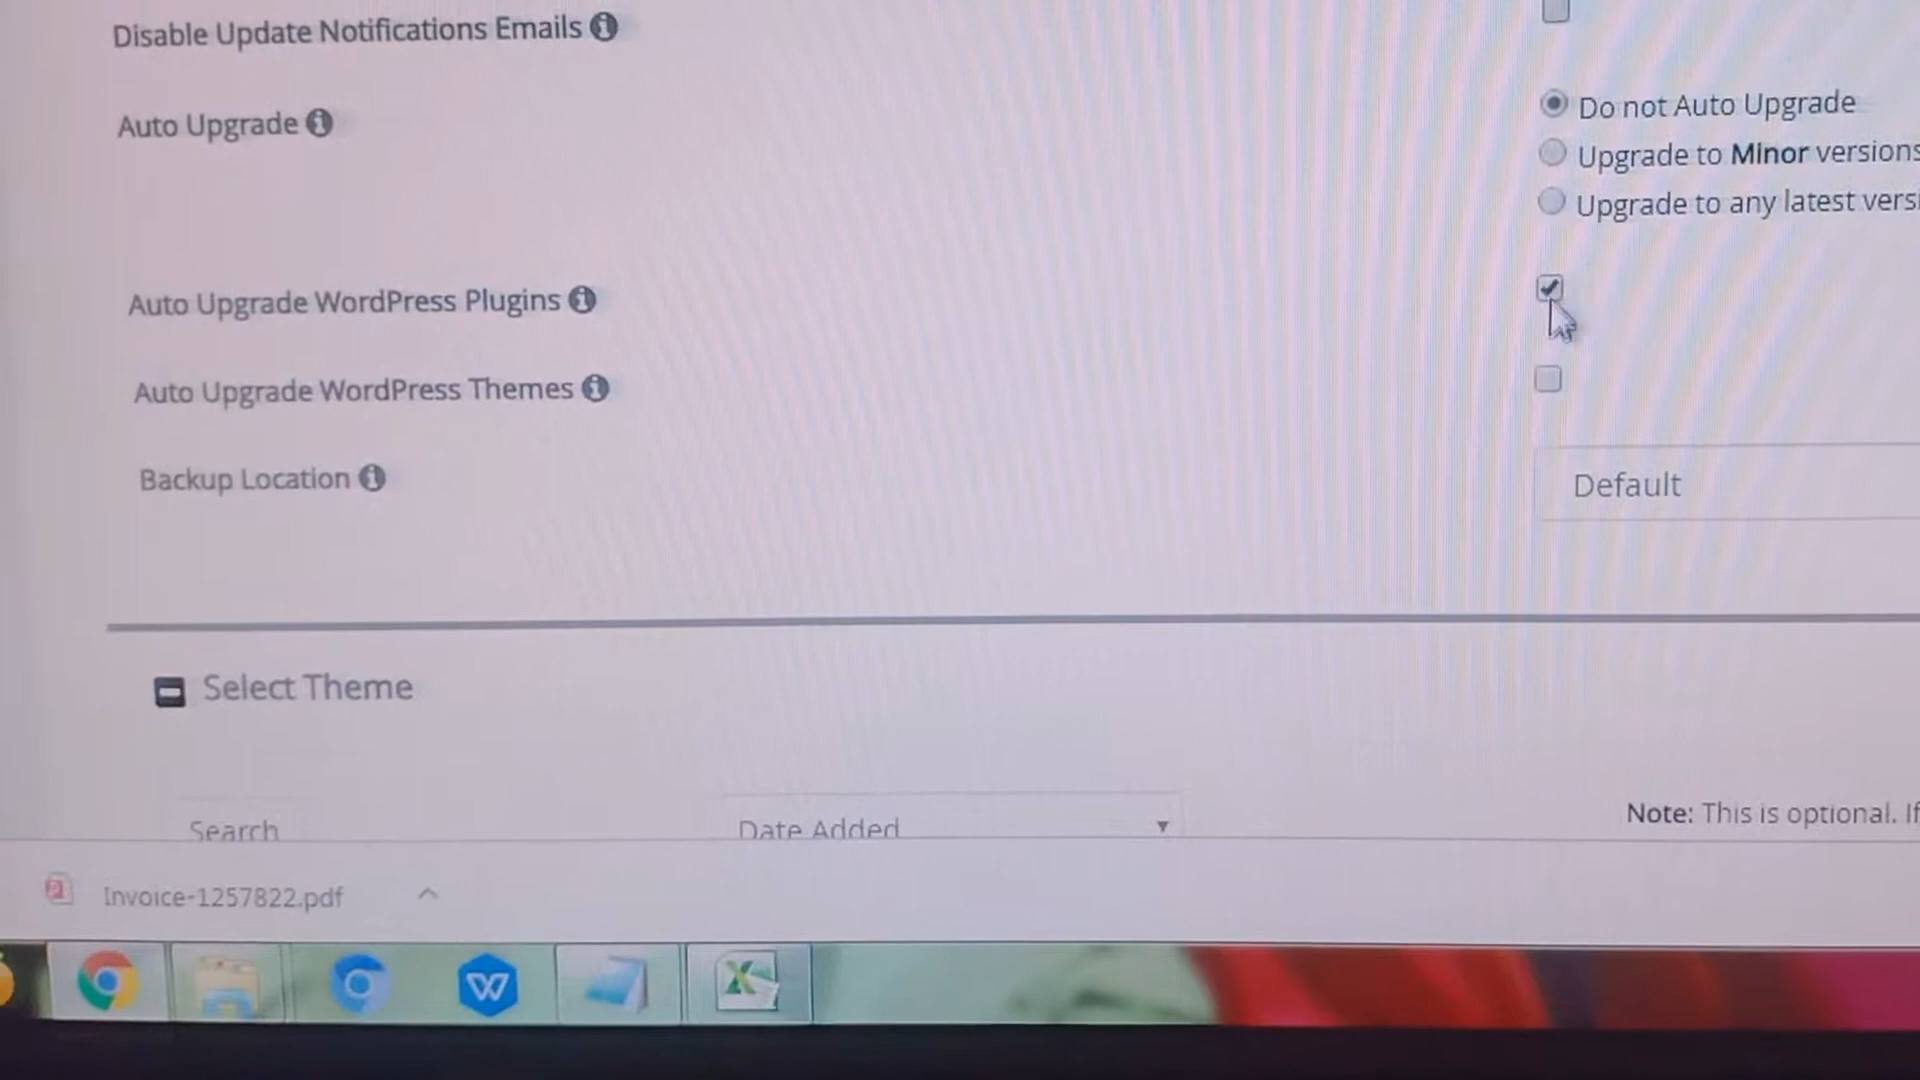 Disable Update Notifications Emails
Auto Upgrade
Do not Auto Upgrade
Upgrade to Minor versions
Upgrade to any latest
Auto Upgrade WordPress Plugins
Auto Upgrade WordPress Themes
Backup Location
Default
Select Theme
Search
Date Added
Note: This is optional. If
Invoice-1257822.pdf